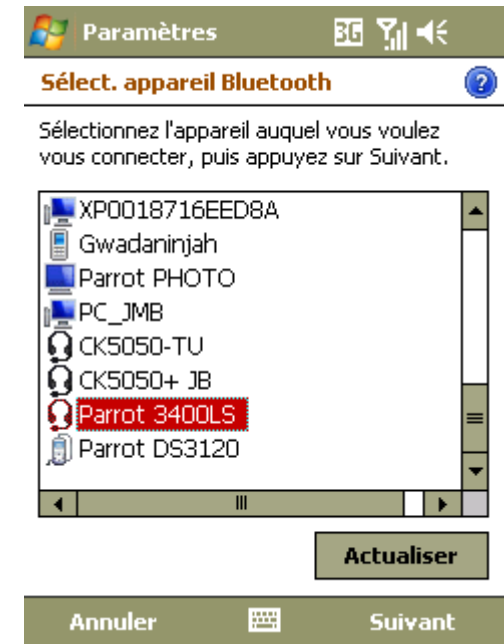 Paramètres 3G
Sélect. appareil Bluetooth ?
Sélectionnez l'appareil auquel vous voulez
vous connecter, puis appuyez sur Suivant.
XP0018716EED8A
Gwadaninjah
Parrot PHOTO
PC_JMB
CK5050-TU
CK5050+ JB
Parrot 3400LS
Parrot DS3120
Actualiser
Annuler Suivant